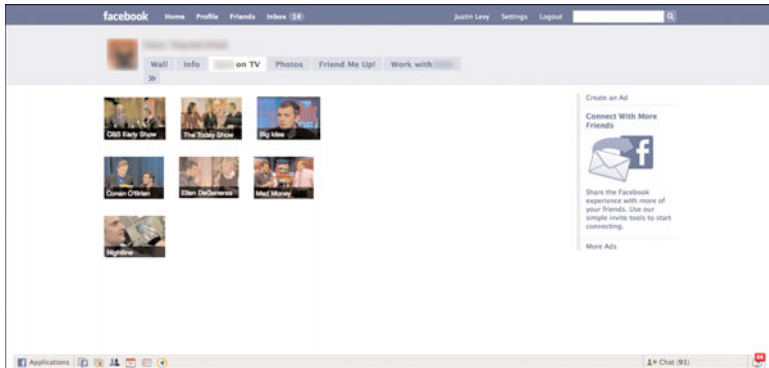 facebook Home Profile Friends Inbox 14 Justin Levy Settings Logout
Wall Info on TV Photos Friend Me Up! Work with
»
CBS Early Show The Today Show Big Idea
Conan O'Brien Ellen DeGeneres Mad Money
Nightline
Create an Ad
Connect With More
Friends
Share the Facebook
experience with more of
your friends. Use our
simple invite tools to start
connecting.
More Ads
Applications Chat (91)